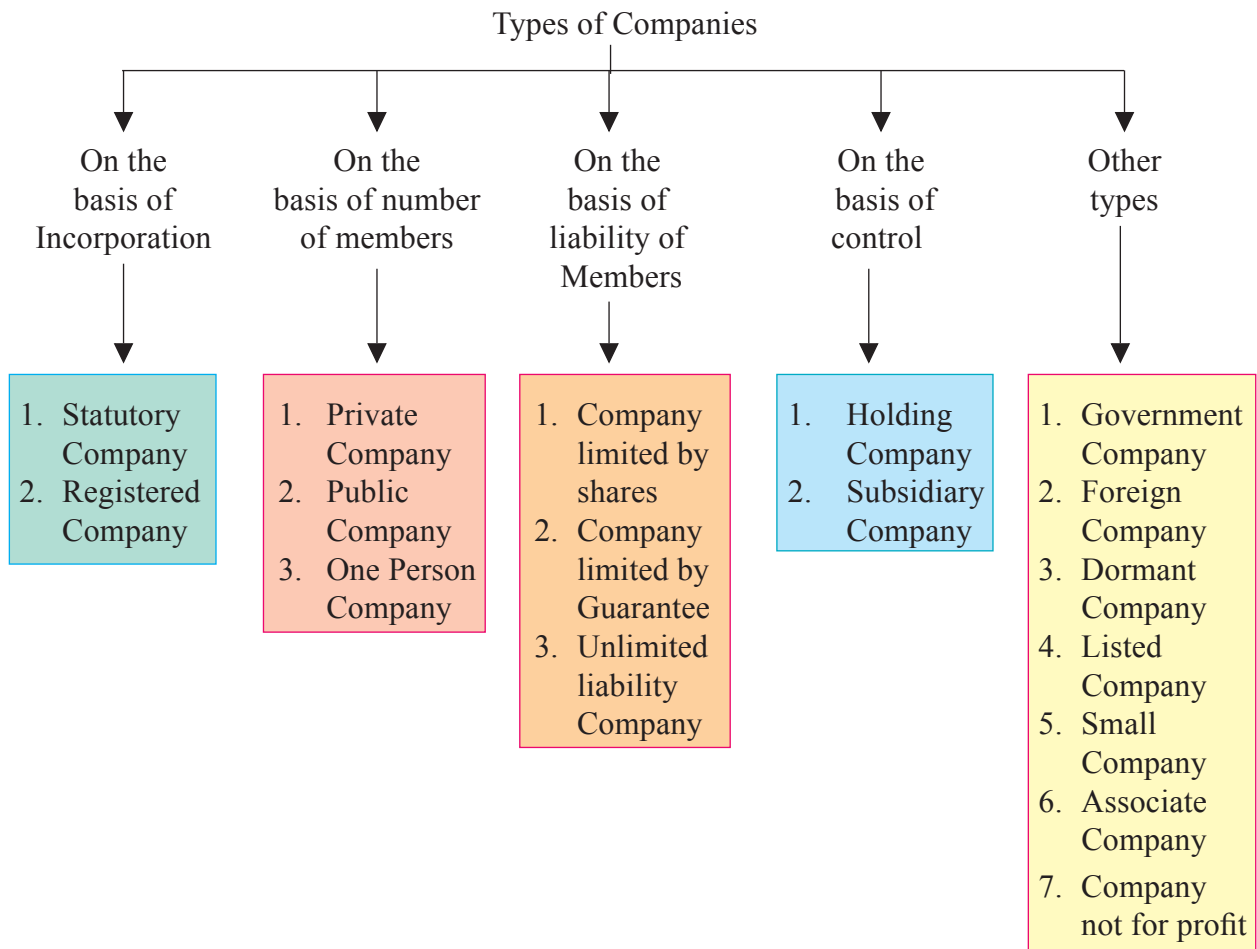 Types of Companies
On the
basis of
Incorporation
On the
basis of number
of members
On the
basis of
liability of
Members
On the
basis of
control
Other
types
1. Statutory
Company
2. Registered
Company
1. Private
Company
2. Public
Company
3. One Person
Company
1. Company
limited by
shares
2. Company
limited by
Guarantee
3. Unlimited
liability
Company
1. Holding
Company
2. Subsidiary
Company
1. Government
Company
2. Foreign
Company
3. Dormant
Company
4. Listed
Company
5. Small
Company
6. Associate
Company
7. Company
not for profit